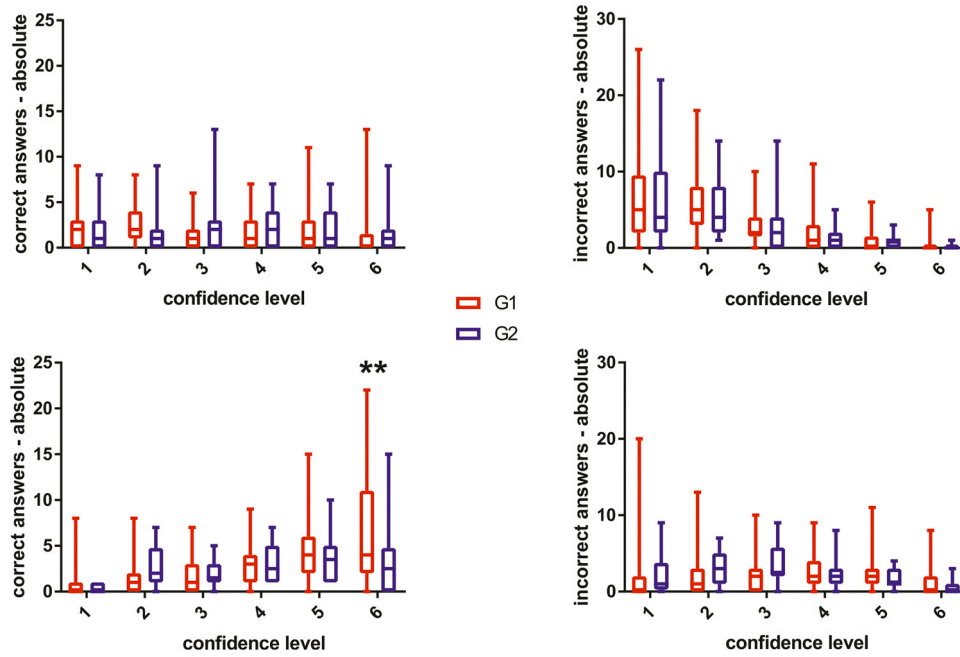 correct answers - absolute
25
20
15
10
5
0
1 2 3 4 5 6
confidence level
incorrect answers - absolute
30
20
10
0
1 2 3 4 5 6
confidence level
G1
G2
correct answers - absolute
25
20
15
10
5
0
**
1 2 3 4 5 6
confidence level
incorrect answers - absolute
30
20
10
0
1 2 3 4 5 6
confidence level